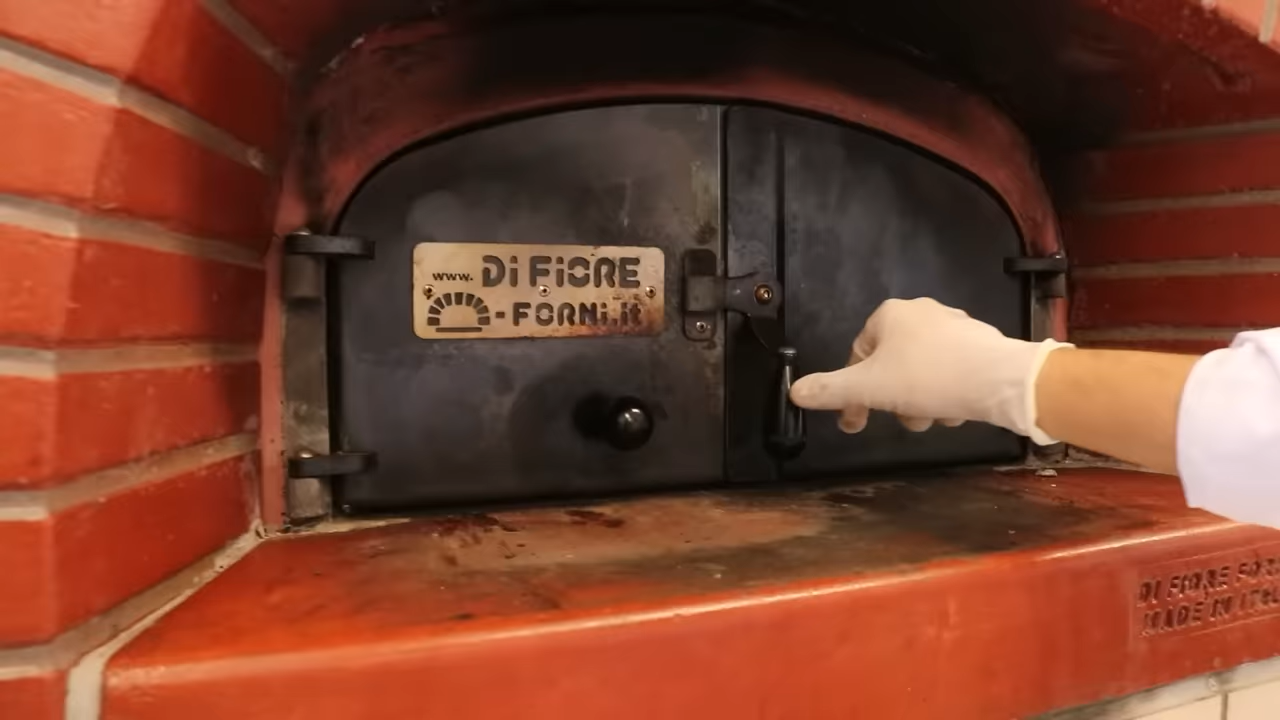 www. Di FiORE
-FORNi.it
DI FIORE FOR
MADE IN ITAL